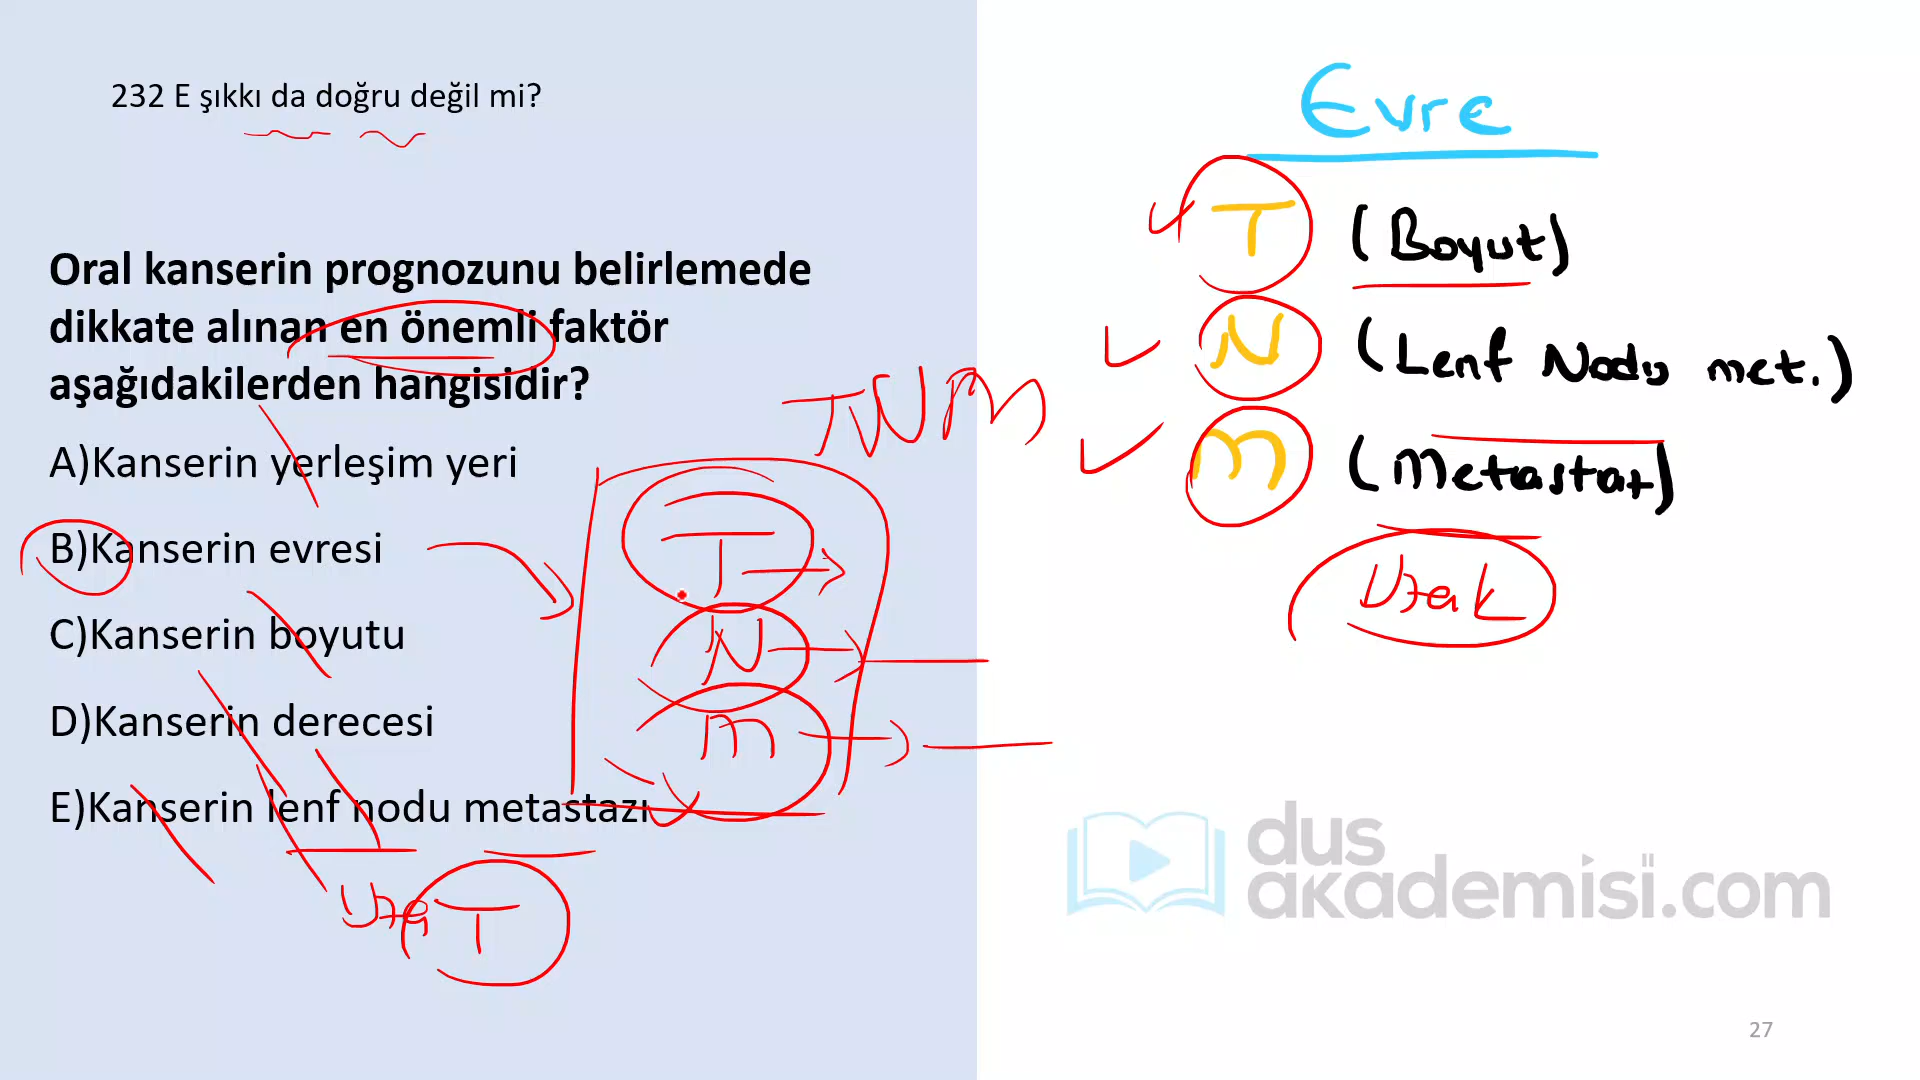 232 E şıkkı da doğru değil mi?
Oral kanserin prognozunu belirlemede
dikkate alınan en önemli faktör
aşağıdakilerden hangisidir?
A)Kanserin yerleşim yeri
B)Kanserin evresi
C)Kanserin boyutu
D)Kanserin derecesi
E)Kanserin lenf nodu metastazı
TNM
T
N
M
T
Evre
T (Boyut)
N (Lenf Nodu met.)
M (Metastaz)
Uzak
dus
akademisi.com
27